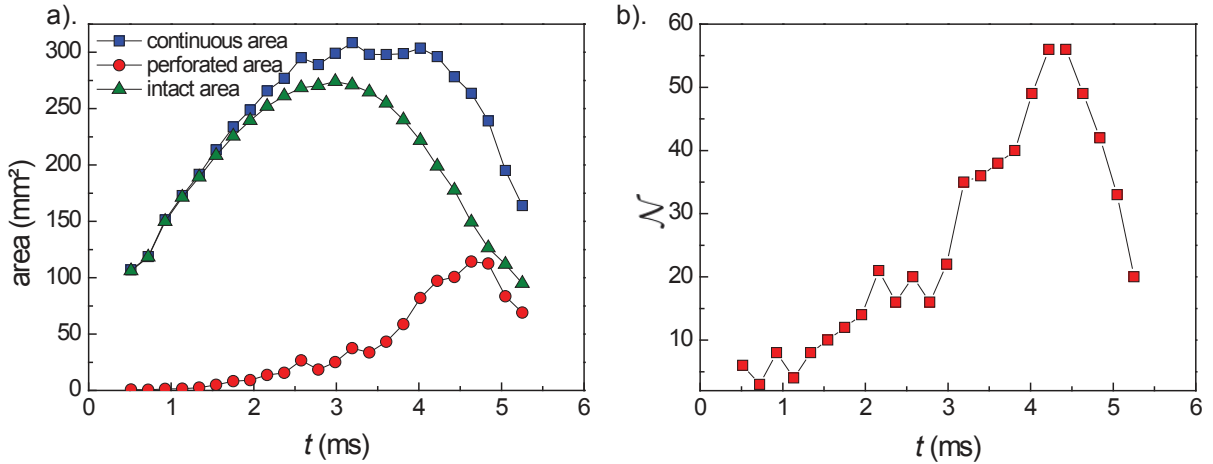 a).
continuous area
perforated area
intact area
area (mm²)
300
250
200
150
100
50
0
0 1 2 3 4 5 6
t (ms)
b).
𝒩
60
50
40
30
20
10
0 1 2 3 4 5 6
t (ms)